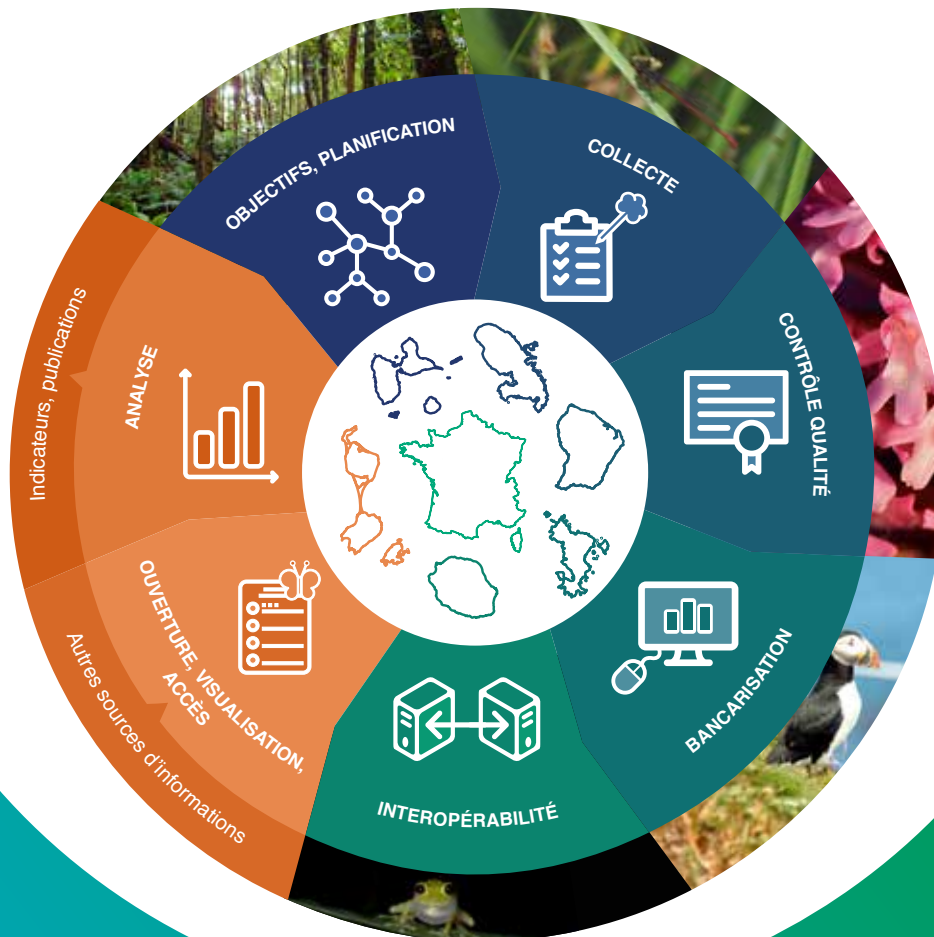 OBJECTIFS, PLANIFICATION
COLLECTE
CONTRÔLE QUALITÉ
BANCARISATION
INTEROPÉRABILITÉ
OUVERTURE, VISUALISATION,
ACCÈS
Autres sources d'informations
ANALYSE
Indicateurs, publications